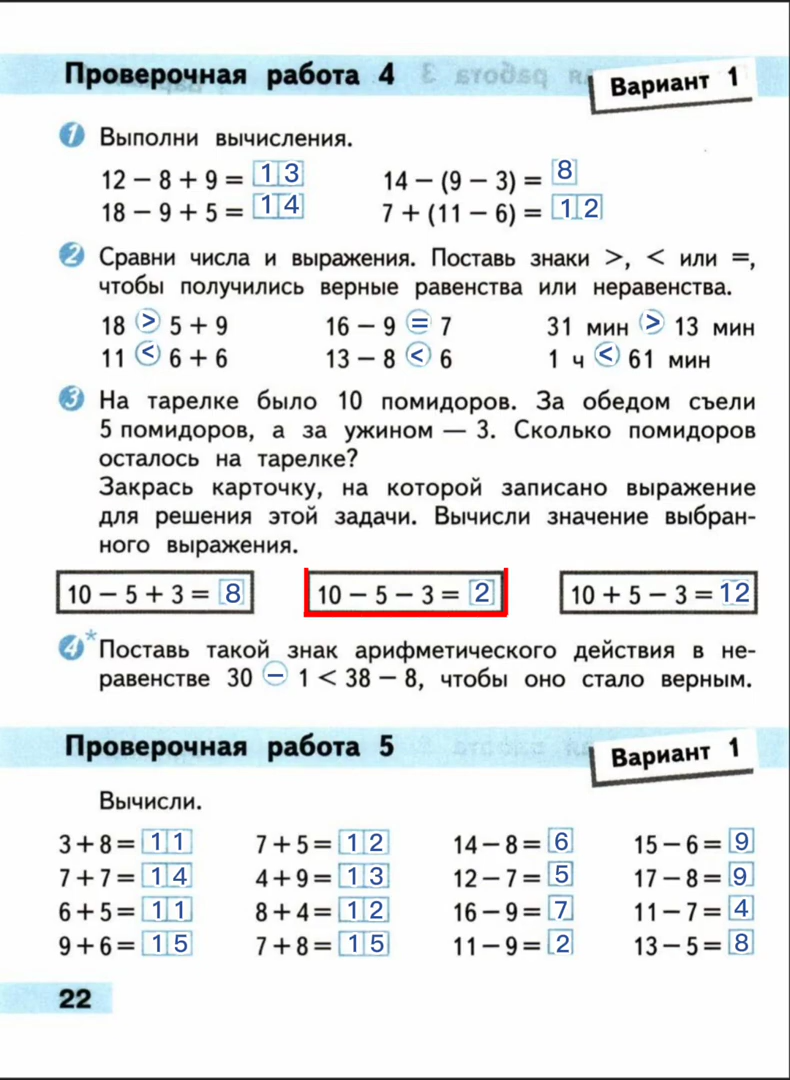 Проверочная работа 4
Вариант 1
1 Выполни вычисления.
12 − 8 + 9 = 13 14 − (9 − 3) = 8
18 − 9 + 5 = 14 7 + (11 − 6) = 12
2 Сравни числа и выражения. Поставь знаки >, < или =,
чтобы получились верные равенства или неравенства.
18 > 5 + 9 16 − 9 = 7 31 мин > 13 мин
11 < 6 + 6 13 − 8 < 6 1 ч < 61 мин
3 На тарелке было 10 помидоров. За обедом съели
5 помидоров, а за ужином — 3. Сколько помидоров
осталось на тарелке?
Закрась карточку, на которой записано выражение
для решения этой задачи. Вычисли значение выбран-
ного выражения.
10 − 5 + 3 = 8 10 − 5 − 3 = 2 10 + 5 − 3 = 12
4* Поставь такой знак арифметического действия в не-
равенстве 30 − 1 < 38 − 8, чтобы оно стало верным.
Проверочная работа 5
Вариант 1
Вычисли.
3 + 8 = 11 7 + 5 = 12 14 − 8 = 6 15 − 6 = 9
7 + 7 = 14 4 + 9 = 13 12 − 7 = 5 17 − 8 = 9
6 + 5 = 11 8 + 4 = 12 16 − 9 = 7 11 − 7 = 4
9 + 6 = 15 7 + 8 = 15 11 − 9 = 2 13 − 5 = 8
22